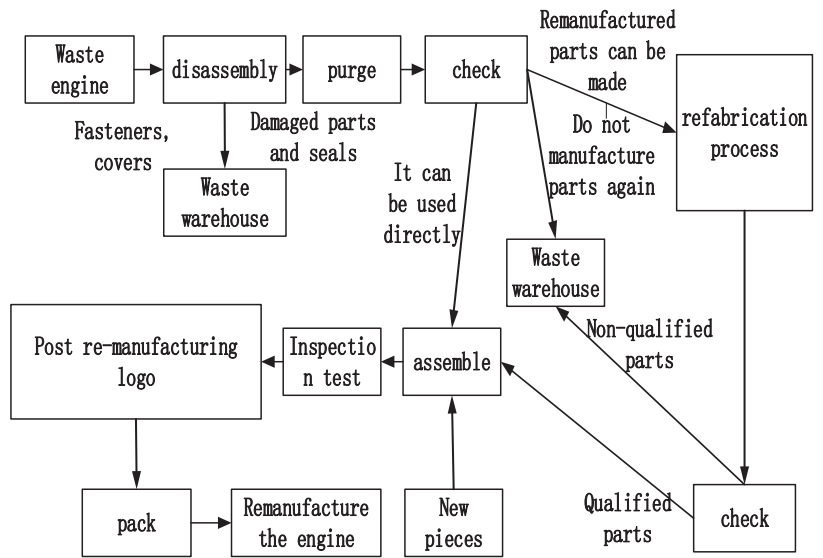 Waste
engine
disassembly
purge
check
Remanufactured
parts can be
made
refabrication
process
Fasteners,
covers
Damaged parts
and seals
Do not
manufacture
parts again
Waste
warehouse
It can
be used
directly
Waste
warehouse
Non-qualified
parts
Post re-manufacturing
logo
Inspectio
n test
assemble
pack
Remanufacture
the engine
New
pieces
Qualified
parts
check